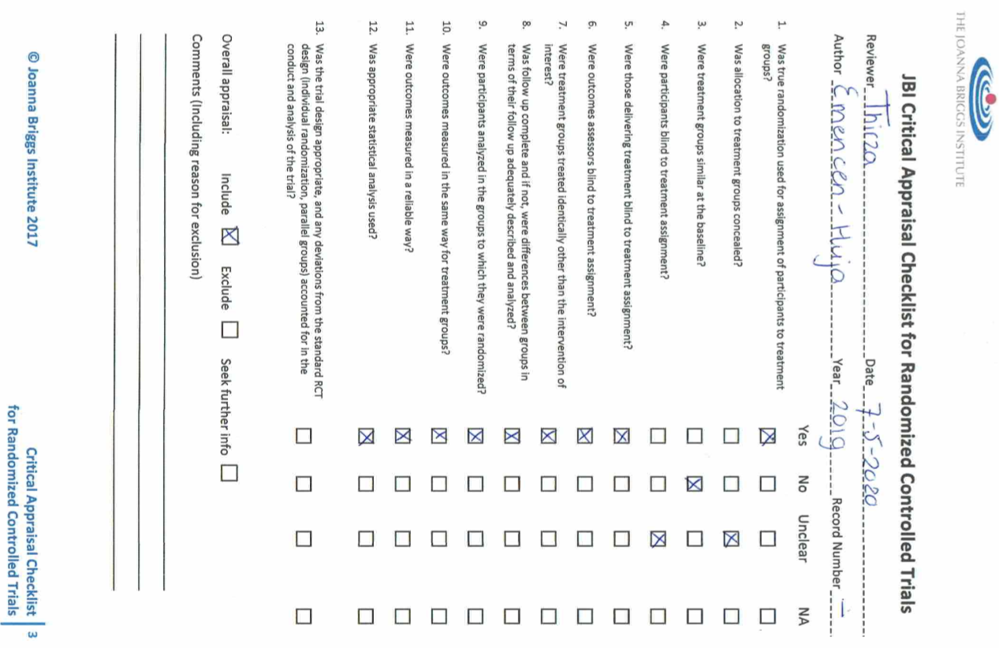 THE JOANNA BRIGGS INSTITUTE
JBI Critical Appraisal Checklist for Randomized Controlled Trials
Reviewer Thirza Date 7-5-2020
Author Emencen-Huja Year 2019 Record Number -
Yes No Unclear NA
1. Was true randomization used for assignment of participants to treatment
groups?
2. Was allocation to treatment groups concealed?
3. Were treatment groups similar at the baseline?
4. Were participants blind to treatment assignment?
5. Were those delivering treatment blind to treatment assignment?
6. Were outcomes assessors blind to treatment assignment?
7. Were treatment groups treated identically other than the intervention of
interest?
8. Was follow up complete and if not, were differences between groups in
terms of their follow up adequately described and analyzed?
9. Were participants analyzed in the groups to which they were randomized?
10. Were outcomes measured in the same way for treatment groups?
11. Were outcomes measured in a reliable way?
12. Was appropriate statistical analysis used?
13. Was the trial design appropriate, and any deviations from the standard RCT
design (individual randomization, parallel groups) accounted for in the
conduct and analysis of the trial?
Overall appraisal: Include Exclude Seek further info
Comments (Including reason for exclusion)
© Joanna Briggs Institute 2017
Critical Appraisal Checklist
for Randomized Controlled Trials
3